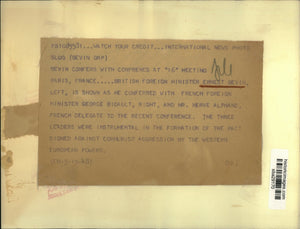 WATCH YOUR CREDIT...INTERNATIONAL NEWS PHOTO
SLUG (BEVIN ORP)
BEVIN CONFERS WITH CONFRERES AT "16" MEETING
PARIS, FRANCE.....BRITISH FOREIGN MINISTER ERNEST BEVIN,
LEFT, IS SHOWN AS HE CONFERRED WITH FRENCH FOREIGN
MINISTER GEORGE BIDAULT, RIGHT, AND MR. HERVE ALPHAND,
FRENCH DELEGATE TO THE RECENT CONFERENCE. THE THREE
LEADERS WERE INSTRUMENTAL IN THE FORMATION OF THE PACT
SIGNED AGAINST COMMUNIST AGGRESSION BY THE WESTERN
EUROPEAN POWERS.